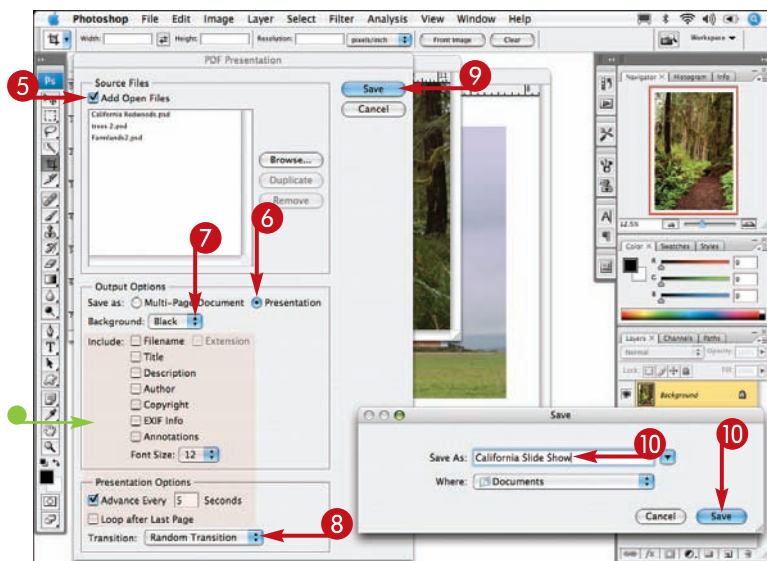 Photoshop File Edit Image Layer Select Filter Analysis View Window Help
Width: Height: Resolution: pixels/inch Front Image Clear Workspace
PDF Presentation
Source Files
5
Add Open Files
California Redwoods.psd
trees 2.psd
Farmlands2.psd
Browse...
Duplicate
Remove
Save
9
Cancel
6
7
Output Options
Save as: Multi-Page Document Presentation
Background: Black
Include: Filename Extension
Title
Description
Author
Copyright
EXIF Info
Annotations
Font Size: 12
Presentation Options
Advance Every 5 Seconds
Loop after Last Page
Transition: Random Transition
8
Ps
Navigator Histogram Info
12.5%
Color Swatches Styles
R 0
G 0
B 0
Layers Channels Paths
Normal Opacity:
Lock: Fill:
Background
Save
Save As: California Slide Show
10
10
Where: Documents
Cancel Save